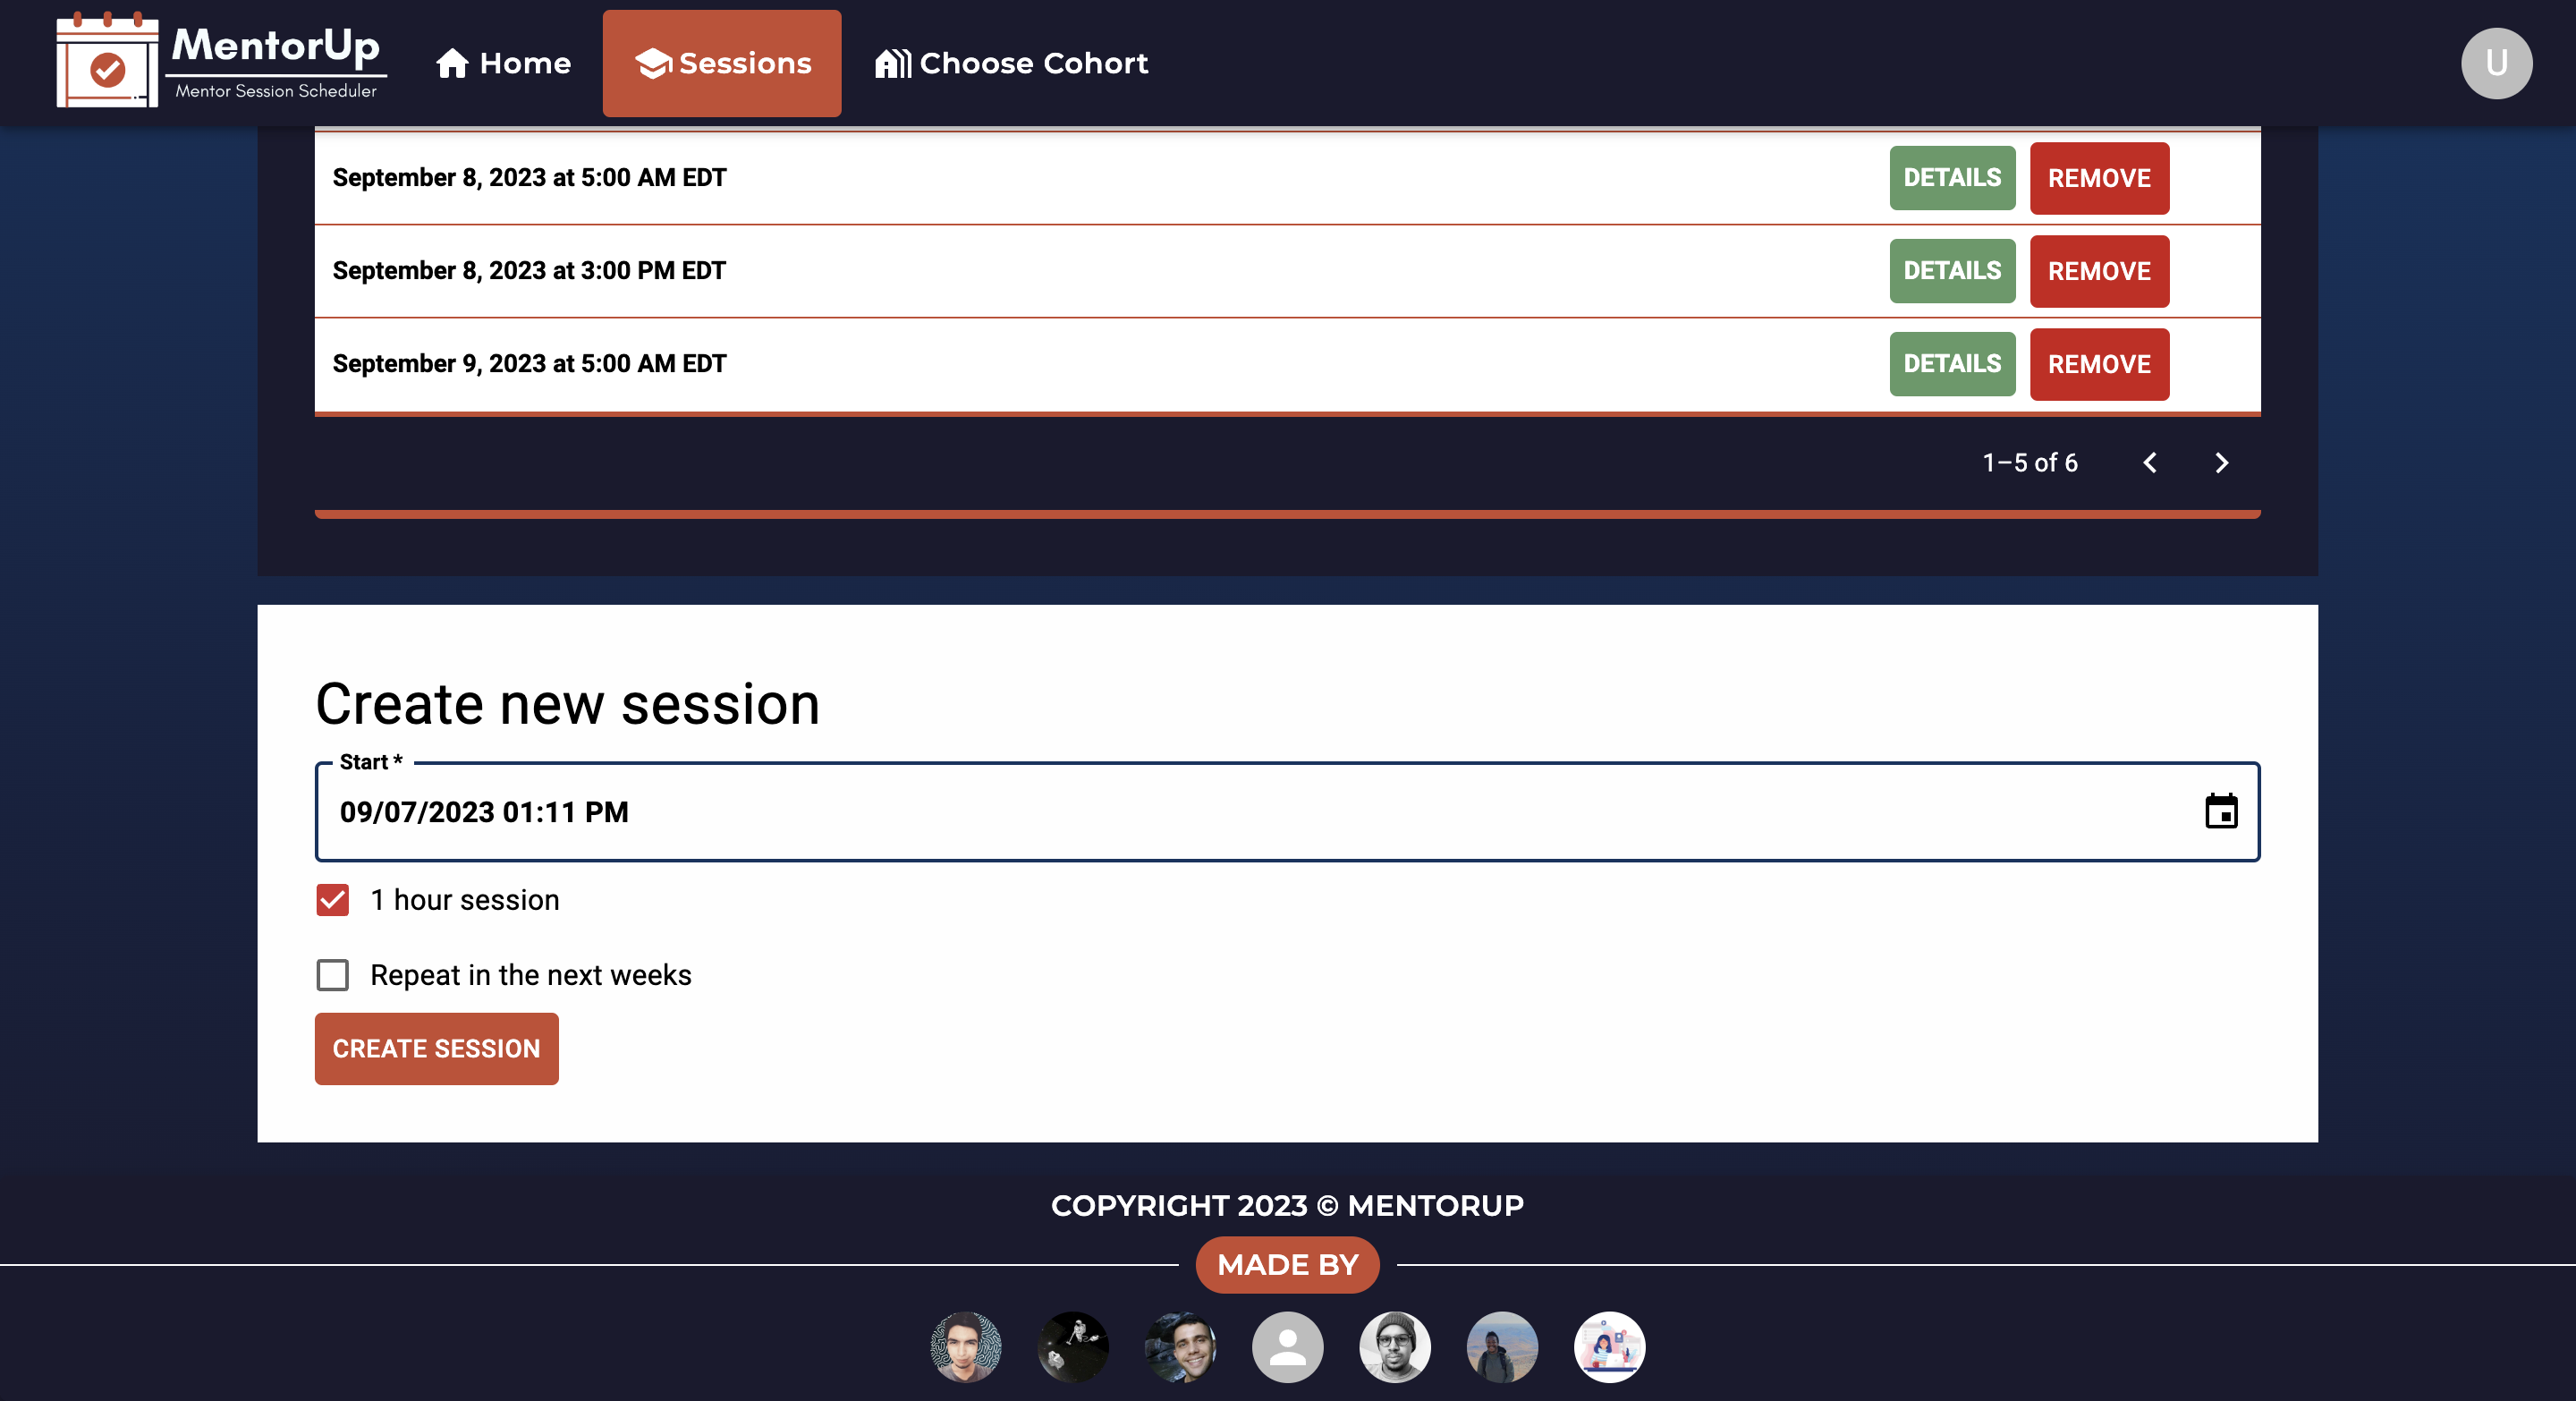 MentorUp
Mentor Session Scheduler
Home
Sessions
Choose Cohort
U
September 8, 2023 at 5:00 AM EDT
DETAILS
REMOVE
September 8, 2023 at 3:00 PM EDT
DETAILS
REMOVE
September 9, 2023 at 5:00 AM EDT
DETAILS
REMOVE
1–5 of 6
Create new session
Start *
09/07/2023 01:11 PM
1 hour session
Repeat in the next weeks
CREATE SESSION
COPYRIGHT 2023 © MENTORUP
MADE BY